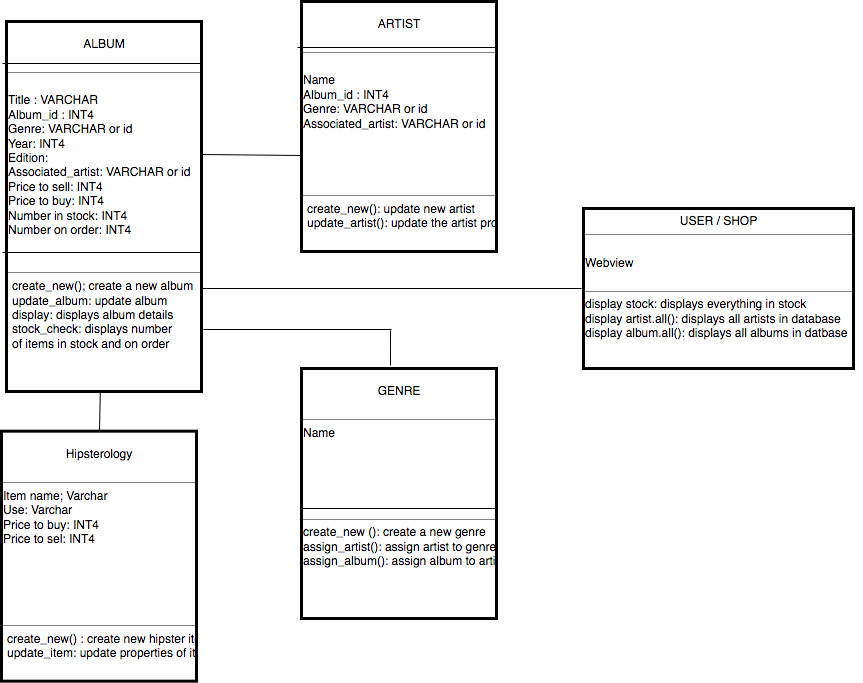 ALBUM
Title : VARCHAR
Album_id : INT4
Genre: VARCHAR or id
Year: INT4
Edition:
Associated_artist: VARCHAR or id
Price to sell: INT4
Price to buy: INT4
Number in stock: INT4
Number on order: INT4
create_new(); create a new album
update_album: update album
display: displays album details
stock_check: displays number
of items in stock and on order
ARTIST
Name
Album_id : INT4
Genre: VARCHAR or id
Associated_artist: VARCHAR or id
create_new(): update new artist
update_artist(): update the artist pro
USER / SHOP
Webview
display stock: displays everything in stock
display artist.all(): displays all artists in database
display album.all(): displays all albums in datbase
GENRE
Name
create_new (): create a new genre
assign_artist(): assign artist to genre
assign_album(): assign album to arti
Hipsterology
Item name; Varchar
Use: Varchar
Price to buy: INT4
Price to sel: INT4
create_new() : create new hipster it
update_item: update properties of it